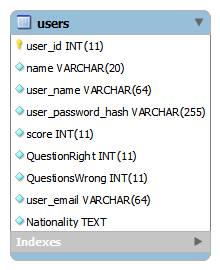 users
user_id INT(11)
name VARCHAR(20)
user_name VARCHAR(64)
user_password_hash VARCHAR(255)
score INT(11)
QuestionRight INT(11)
QuestionsWrong INT(11)
user_email VARCHAR(64)
Nationality TEXT
Indexes